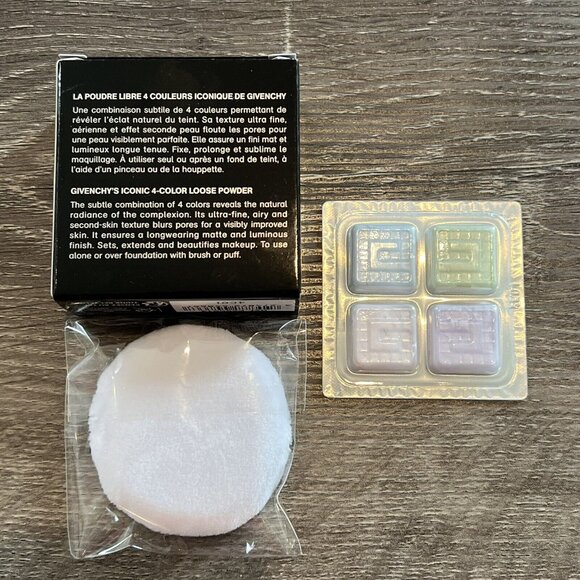 LA POUDRE LIBRE 4 COULEURS ICONIQUE DE GIVENCHY
Une combinaison subtile de 4 couleurs permettant de
révéler l'éclat naturel du teint. Sa texture ultra fine,
aérienne et effet seconde peau floute les pores pour
une peau visiblement parfaite. Elle assure un fini mat et
lumineux longue tenue. Fixe, prolonge et sublime le
maquillage. À utiliser seul ou après un fond de teint, à
l'aide d'un pinceau ou de la houppette.
GIVENCHY'S ICONIC 4-COLOR LOOSE POWDER
The subtle combination of 4 colors reveals the natural
radiance of the complexion. Its ultra-fine, airy and
second-skin texture blurs pores for a visibly improved
skin. It ensures a longwearing matte and luminous
finish. Sets, extends and beautifies makeup. To use
alone or over foundation with brush or puff.